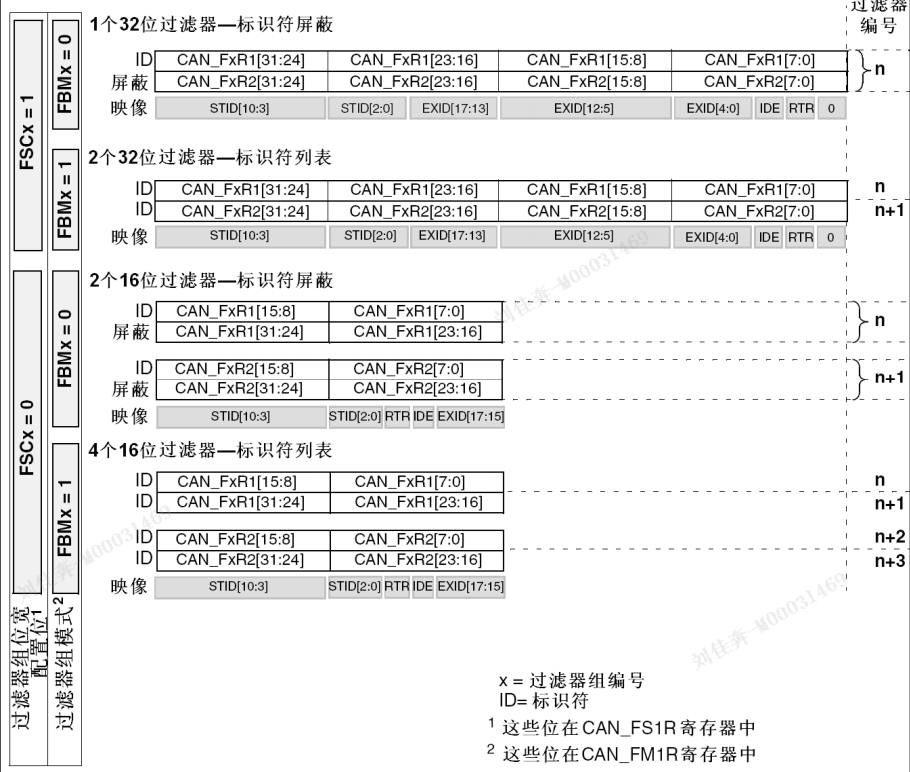 过滤器
编号
1个32位过滤器—标识符屏蔽
ID CAN_FxR1[31:24] CAN_FxR1[23:16] CAN_FxR1[15:8] CAN_FxR1[7:0]
屏蔽 CAN_FxR2[31:24] CAN_FxR2[23:16] CAN_FxR2[15:8] CAN_FxR2[7:0]
n
映像 STID[10:3] STID[2:0] EXID[17:13] EXID[12:5] EXID[4:0] IDE RTR 0
2个32位过滤器—标识符列表
ID CAN_FxR1[31:24] CAN_FxR1[23:16] CAN_FxR1[15:8] CAN_FxR1[7:0] n
ID CAN_FxR2[31:24] CAN_FxR2[23:16] CAN_FxR2[15:8] CAN_FxR2[7:0] n+1
映像 STID[10:3] STID[2:0] EXID[17:13] EXID[12:5] EXID[4:0] IDE RTR 0
2个16位过滤器—标识符屏蔽
ID CAN_FxR1[15:8] CAN_FxR1[7:0]
屏蔽 CAN_FxR1[31:24] CAN_FxR1[23:16]
n
ID CAN_FxR2[15:8] CAN_FxR2[7:0]
屏蔽 CAN_FxR2[31:24] CAN_FxR2[23:16]
n+1
映像 STID[10:3] STID[2:0] RTR IDE EXID[17:15]
4个16位过滤器—标识符列表
ID CAN_FxR1[15:8] CAN_FxR1[7:0] n
ID CAN_FxR1[31:24] CAN_FxR1[23:16] n+1
ID CAN_FxR2[15:8] CAN_FxR2[7:0] n+2
ID CAN_FxR2[31:24] CAN_FxR2[23:16] n+3
映像 STID[10:3] STID[2:0] RTR IDE EXID[17:15]
FSCx = 1
FBMx = 0
FBMx = 1
FSCx = 0
FBMx = 0
FBMx = 1
过滤器组位宽
配置位1
过滤器组模式2
x = 过滤器组编号
ID= 标识符
1 这些位在CAN_FS1R寄存器中
2 这些位在CAN_FM1R寄存器中
刘佳奔-W00031469
刘佳奔-W00031469
刘佳奔-W00031469